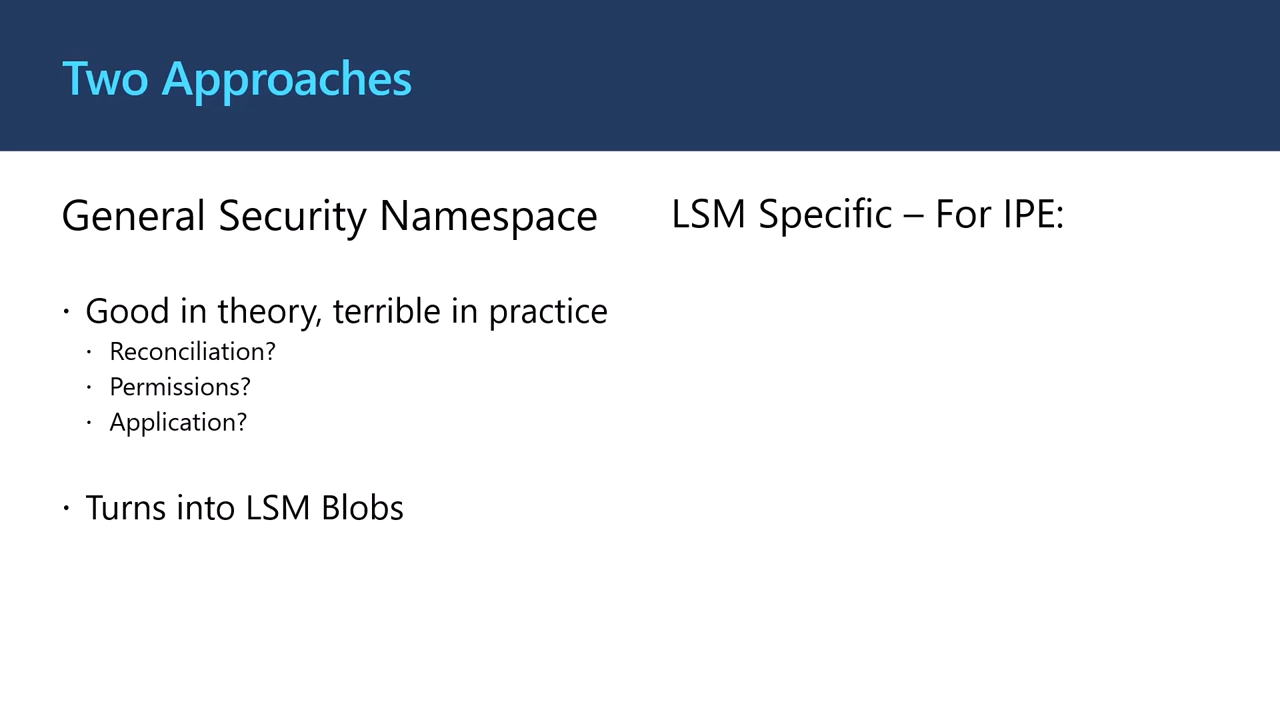 Two Approaches
General Security Namespace
· Good in theory, terrible in practice
· Reconciliation?
· Permissions?
· Application?
· Turns into LSM Blobs
LSM Specific – For IPE: